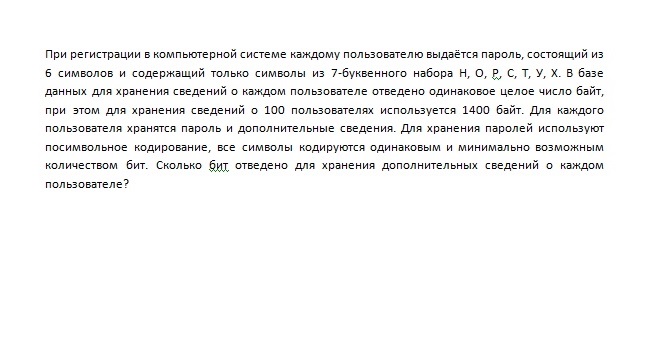 При регистрации в компьютерной системе каждому пользователю выдаётся пароль, состоящий из
6 символов и содержащий только символы из 7-буквенного набора Н, О, Р, С, Т, У, Х. В базе
данных для хранения сведений о каждом пользователе отведено одинаковое целое число байт,
при этом для хранения сведений о 100 пользователях используется 1400 байт. Для каждого
пользователя хранятся пароль и дополнительные сведения. Для хранения паролей используют
посимвольное кодирование, все символы кодируются одинаковым и минимально возможным
количеством бит. Сколько бит отведено для хранения дополнительных сведений о каждом
пользователе?